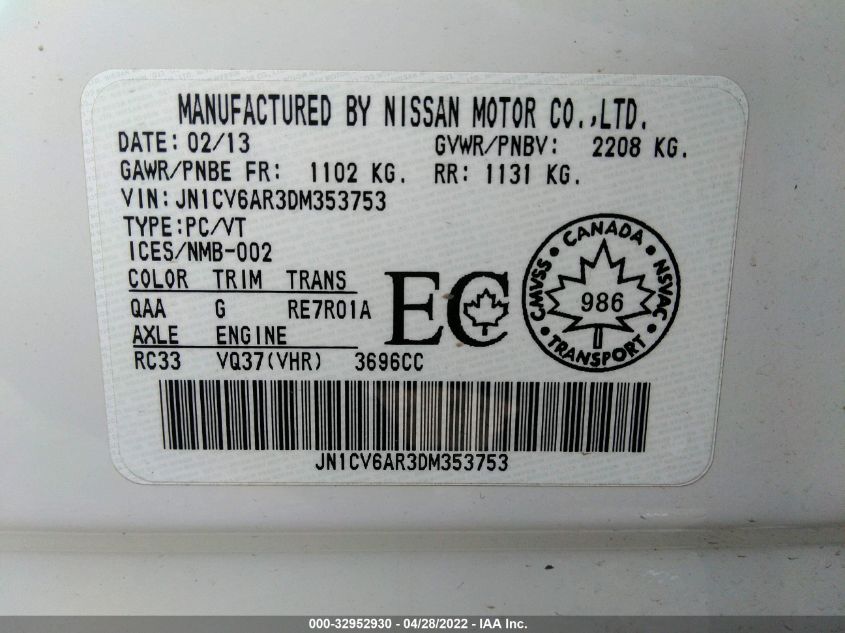 MANUFACTURED BY NISSAN MOTOR CO.,LTD.
DATE: 02/13 GVWR/PNBV: 2208 KG.
GAWR/PNBE FR: 1102 KG. RR: 1131 KG.
VIN: JN1CV6AR3DM353753
TYPE:PC/VT
ICES/NMB-002
COLOR TRIM TRANS
QAA G RE7R01A
AXLE ENGINE
RC33 VQ37(VHR) 3696CC
EC
CANADA
CMVSS NSVAC
986
TRANSPORT
JN1CV6AR3DM353753
000-32952930 - 04/28/2022 - IAA Inc.